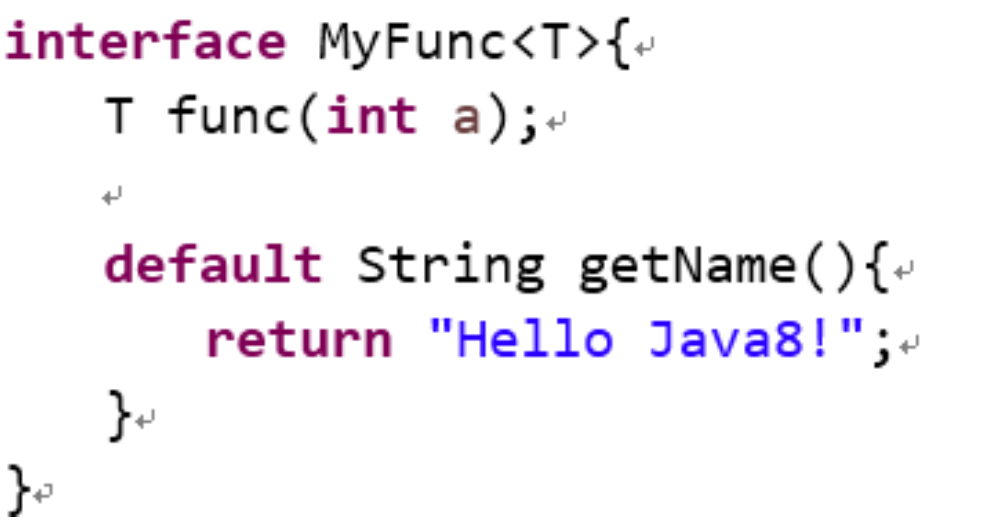 interface MyFunc<T>{
T func(int a);
default String getName(){
return "Hello Java8!";
}
}